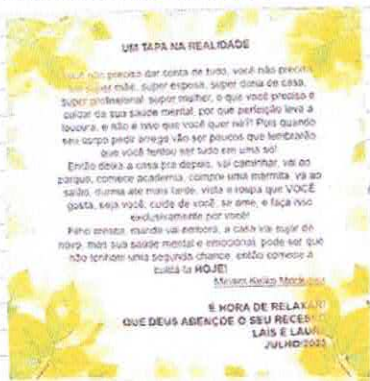 UM TAPA NA REALIDADE
Você não precisa dar conta de tudo, você não precisa
ser super mãe, super esposa, super dona de casa,
super profissional, super mulher, o que você precisa é
cuidar da sua saúde mental, por que perfeição leva a
loucura, e não é isso que você quer né?! Pois quando
seu corpo pedir arrego vão ser poucos que lembrarão
que você tentou ser tudo em uma só!
Então deixa a casa pra depois, vai caminhar, vai ao
parque, comece academia, compre uma marmita, vá ao
salão, durma até mais tarde, vista a roupa que VOCÊ
gosta, seja você, cuide de você, se ame, e faça isso
exclusivamente por você!
Filho cresce, marido vai embora, a casa vai sujar de
novo, mas sua saúde mental e emocional, pode ser que
não tenham uma segunda chance, então comece a
cuidá-la HOJE!
É HORA DE RELAXAR!
QUE DEUS ABENÇOE O SEU RECESSO
LAIS E LAURA
JULHO/2023